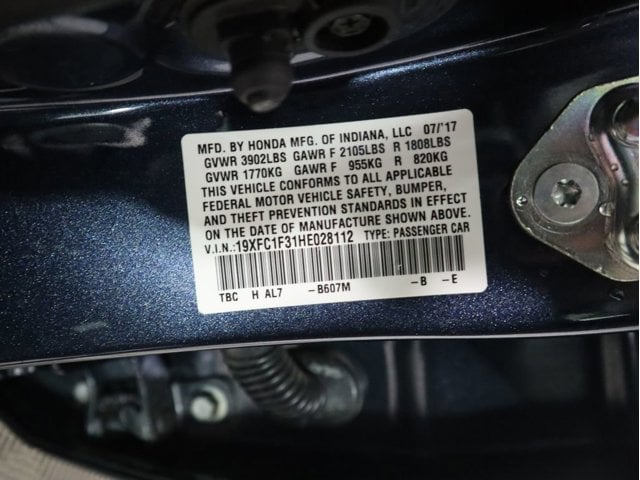 MFD. BY HONDA MFG. OF INDIANA, LLC 07/'17
GVWR 3902LBS GAWR F 2105LBS R 1808LBS
GVWR 1770KG GAWR F 955KG R 820KG
THIS VEHICLE CONFORMS TO ALL APPLICABLE
FEDERAL MOTOR VEHICLE SAFETY, BUMPER,
AND THEFT PREVENTION STANDARDS IN EFFECT
ON THE DATE OF MANUFACTURE SHOWN ABOVE.
V.I.N.: 19XFC1F31HE028112 TYPE: PASSENGER CAR
TBC H AL7 -B607M -B -E